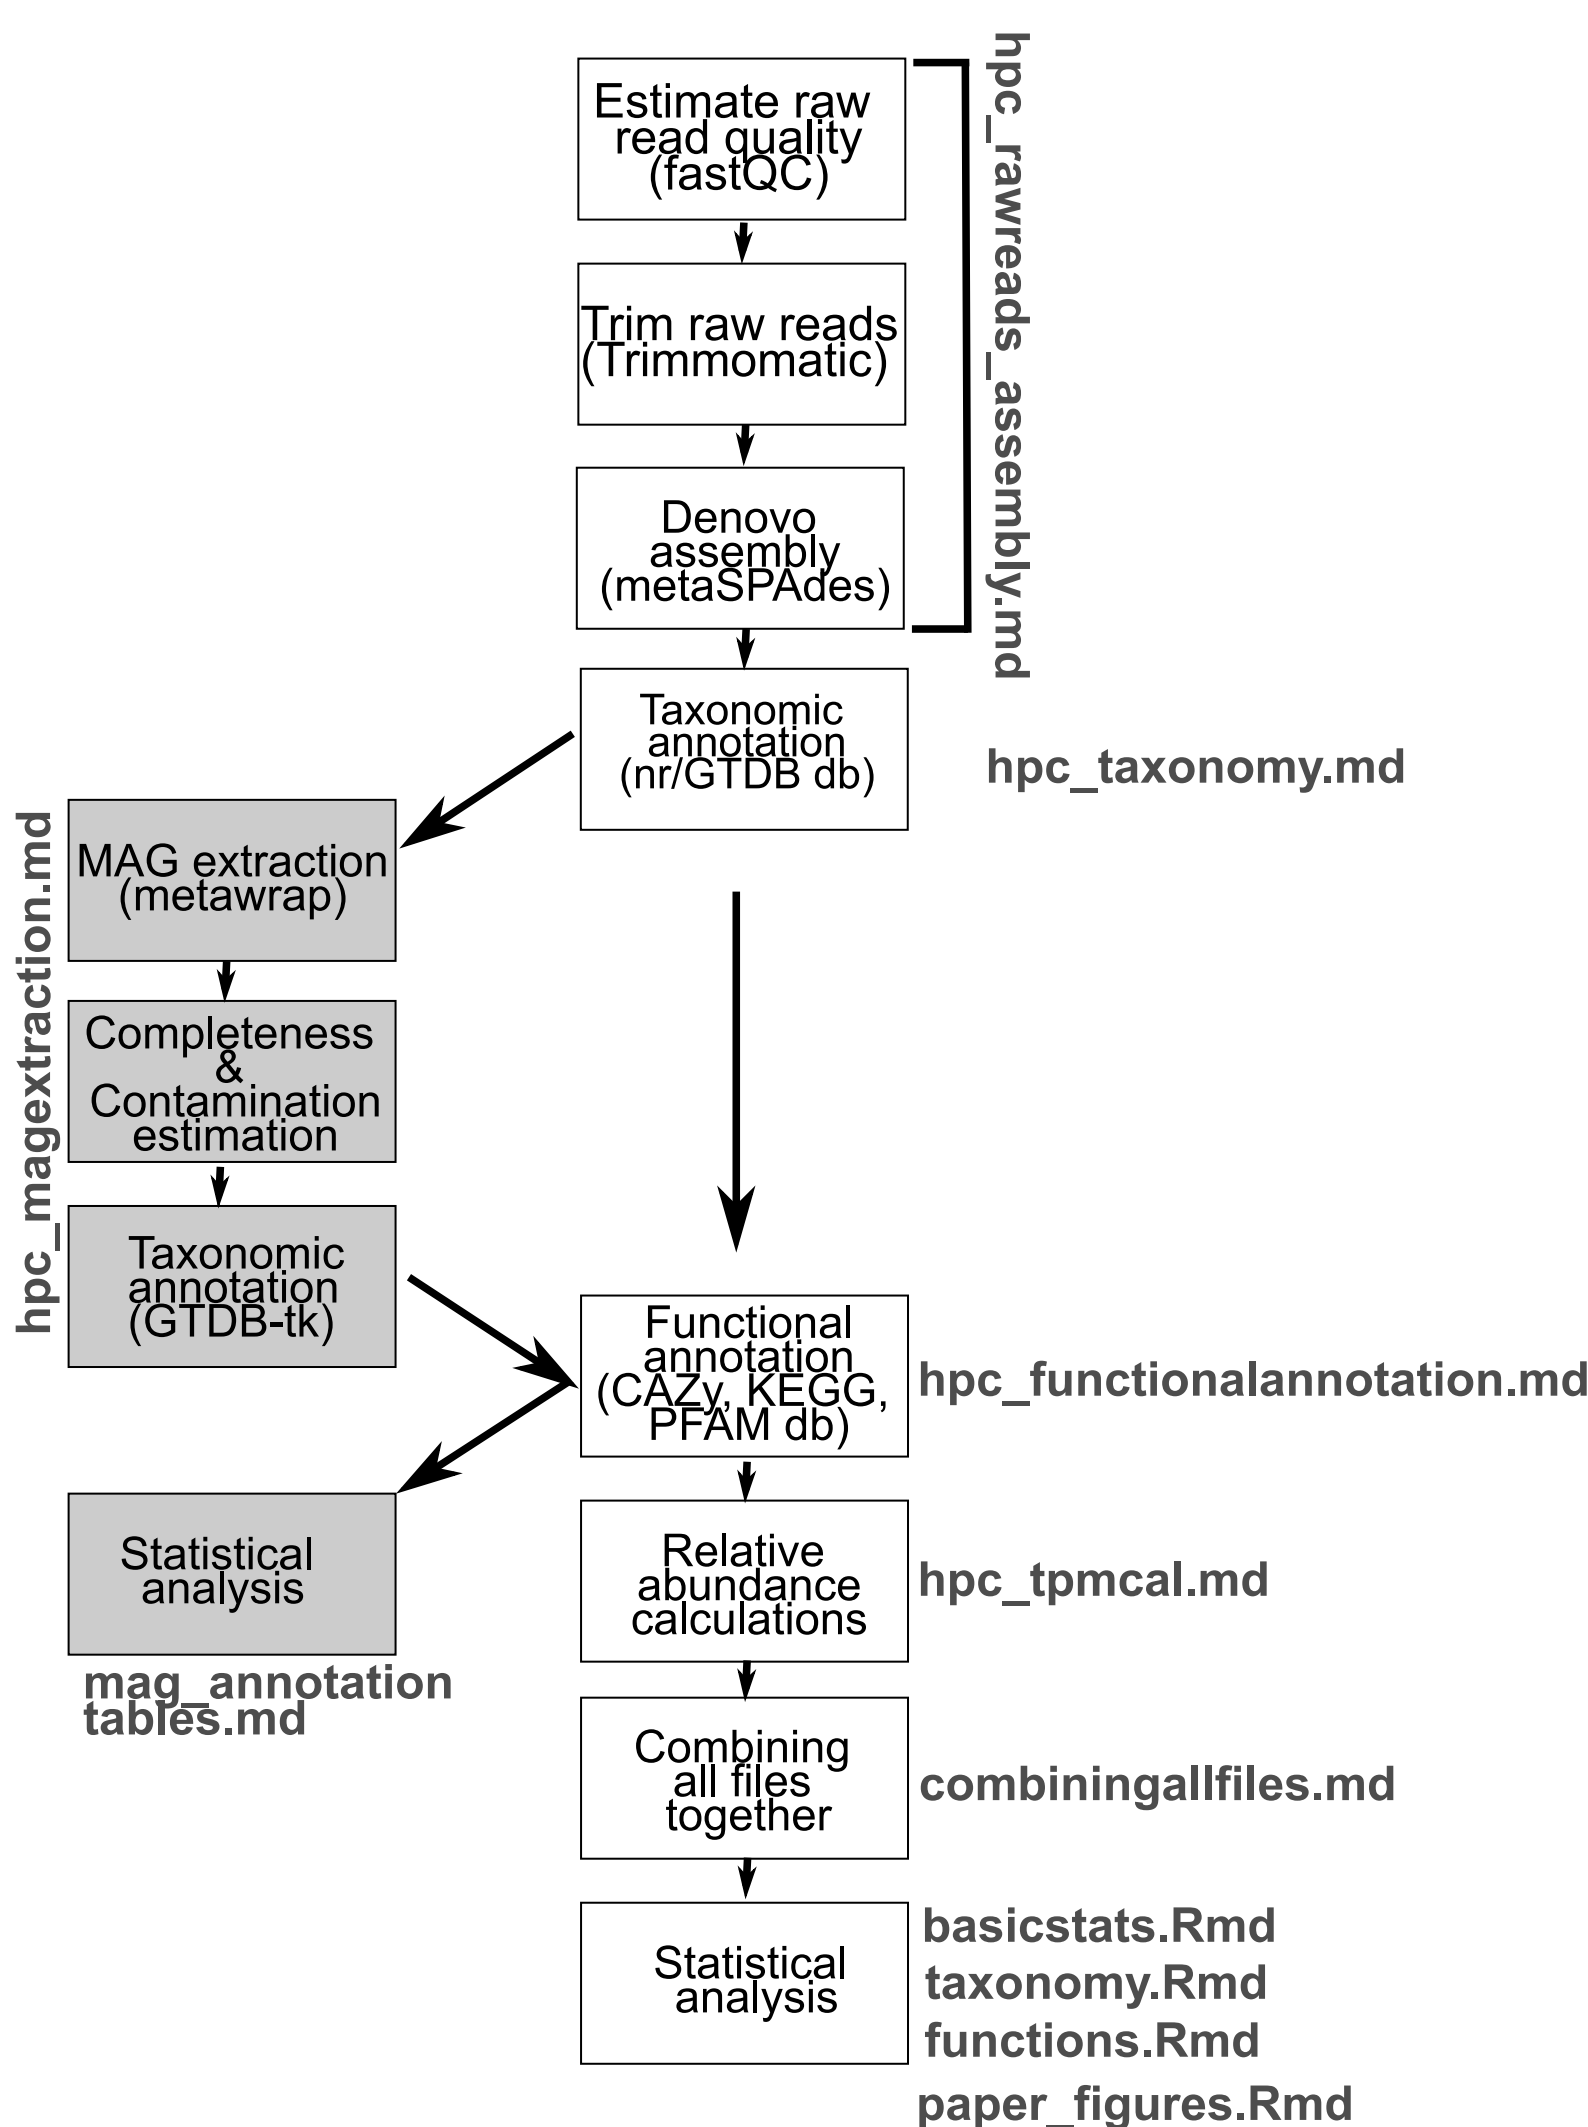 Estimate raw
read quality
(fastQC)
hpc_rawreads_assembly.md
Trim raw reads
(Trimmomatic)
Denovo
assembly
(metaSPAdes)
Taxonomic
annotation
(nr/GTDB db)
hpc_taxonomy.md
hpc_magextraction.md
MAG extraction
(metawrap)
Completeness
&
Contamination
estimation
Taxonomic
annotation
(GTDB-tk)
Functional
annotation
(CAZy, KEGG,
PFAM db)
hpc_functionalannotation.md
Statistical
analysis
mag_annotation
tables.md
Relative
abundance
calculations
hpc_tpmcal.md
Combining
all files
together
combiningallfiles.md
Statistical
analysis
basicstats.Rmd
taxonomy.Rmd
functions.Rmd
paper_figures.Rmd